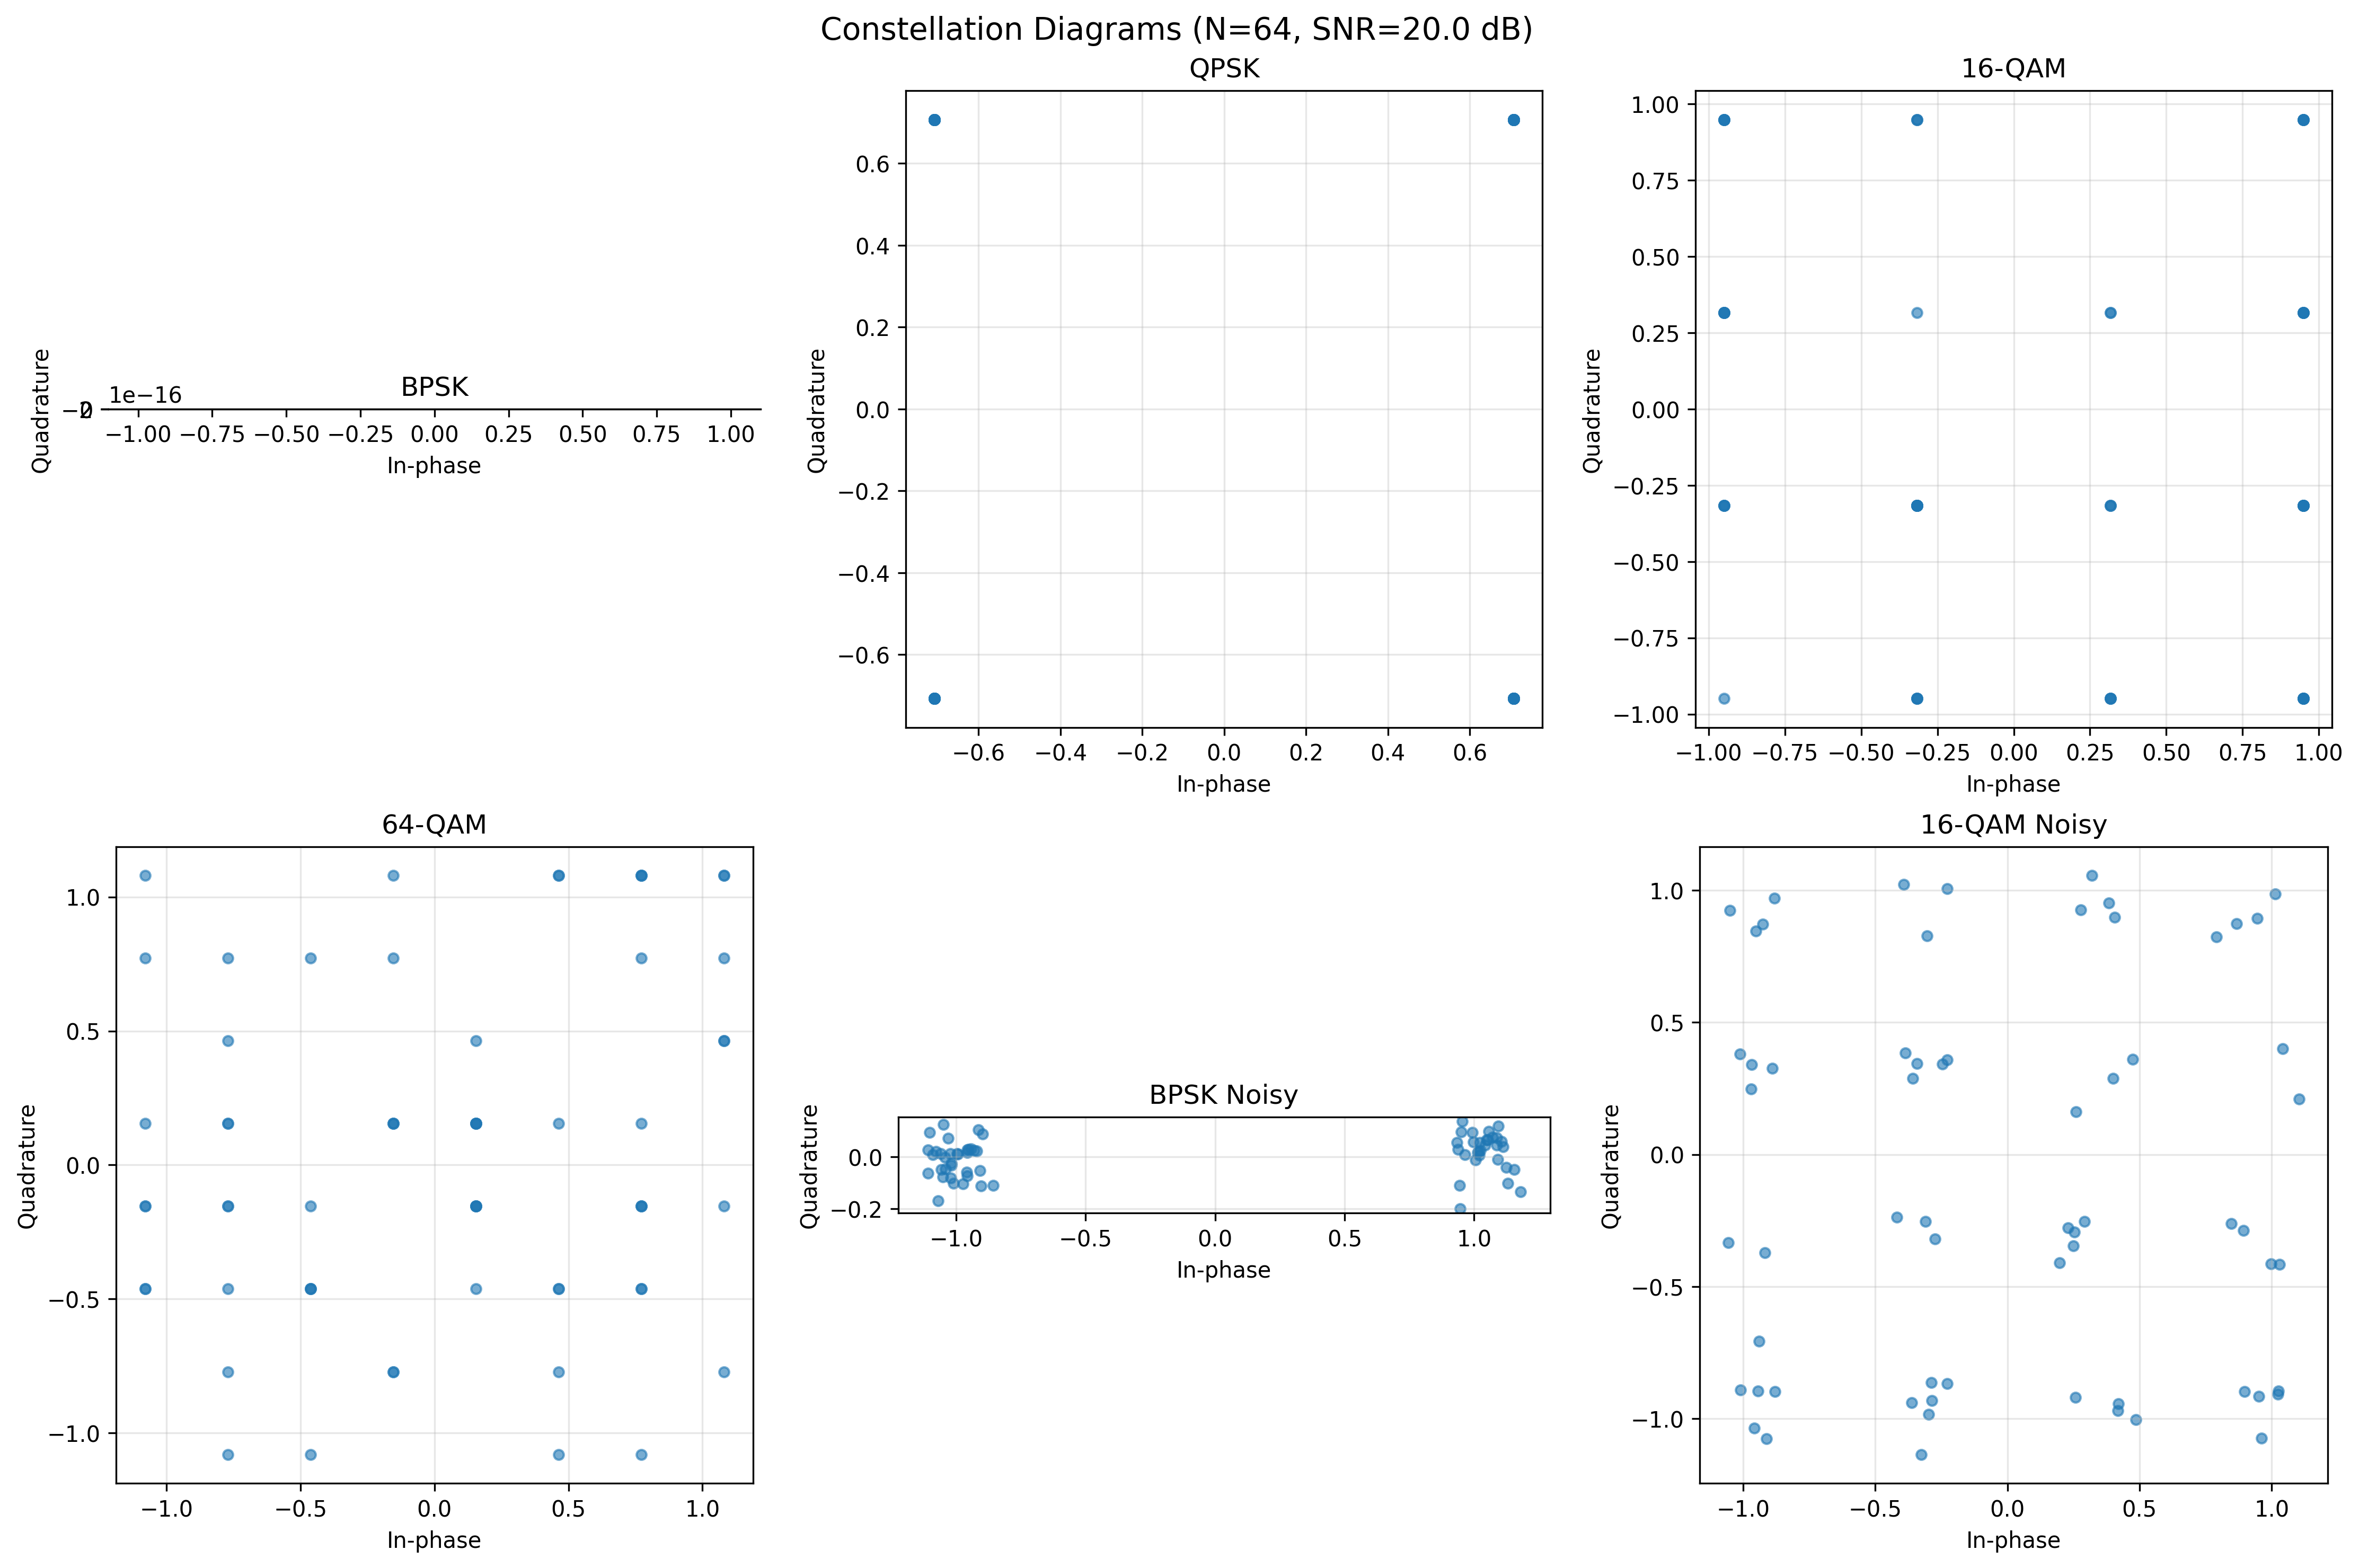 Constellation Diagrams (N=64, SNR=20.0 dB)
BPSK
1e−16
Quadrature
−1.00 −0.75 −0.50 −0.25 0.00 0.25 0.50 0.75 1.00
In-phase
QPSK
Quadrature
0.6
0.4
0.2
0.0
−0.2
−0.4
−0.6
−0.6 −0.4 −0.2 0.0 0.2 0.4 0.6
In-phase
16-QAM
Quadrature
1.00
0.75
0.50
0.25
0.00
−0.25
−0.50
−0.75
−1.00
−1.00 −0.75 −0.50 −0.25 0.00 0.25 0.50 0.75 1.00
In-phase
64-QAM
Quadrature
1.0
0.5
0.0
−0.5
−1.0
−1.0 −0.5 0.0 0.5 1.0
In-phase
BPSK Noisy
Quadrature
0.0
−0.2
−1.0 −0.5 0.0 0.5 1.0
In-phase
16-QAM Noisy
Quadrature
1.0
0.5
0.0
−0.5
−1.0
−1.0 −0.5 0.0 0.5 1.0
In-phase